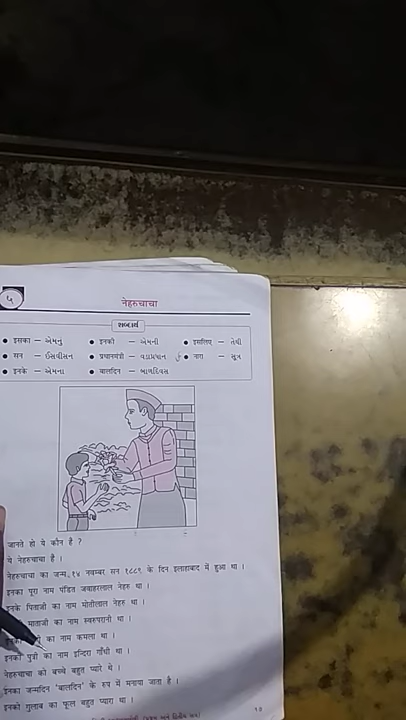 ५
नेहरुचाचा
શબ્દાર્થ
• इसका – એમનું • इनकी – એમની • इसलिए – તેથી
• सन – ઈસવીસન • प्रधानमंत्री – વડાપ્રધાન • नारा – સૂત્ર
• इनके – એમના • बालदिन – બાળદિવસ
जानते हो ये कौन है ?
ये नेहरुचाचा है ।
नेहरुचाचा का जन्म १४ नवम्बर सन १८८९ के दिन इलाहाबाद में हुआ था ।
इनका पूरा नाम पंडित जवाहरलाल नेहरु था ।
इनके पिताजी का नाम मोतीलाल नेहरु था ।
माताजी का नाम स्वरुपरानी था ।
का नाम कमला था ।
इनकी पुत्री का नाम इन्दिरा गाँधी था ।
नेहरुचाचा को बच्चे बहुत प्यारे थे ।
इनका जन्मदिन 'बालदिन' के रुप में मनाया जाता है ।
इनको गुलाब का फूल बहुत प्यारा था ।